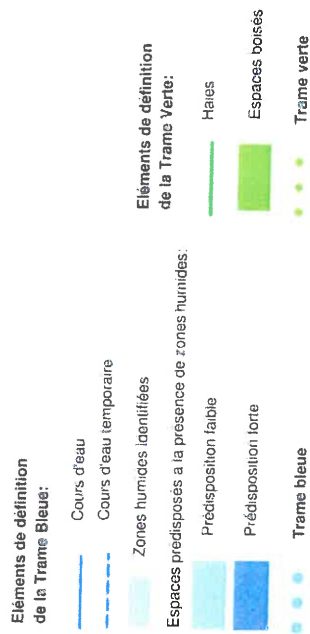 Eléments de définition
de la Trame Bleue:
Cours d'eau
Cours d'eau temporaire
Zones humides identifiées
Espaces prédisposés a la présence de zones humides:
Prédisposition faible
Prédisposition forte
Trame bleue
Eléments de définition
de la Trame Verte:
Haies
Espaces boisés
Trame verte